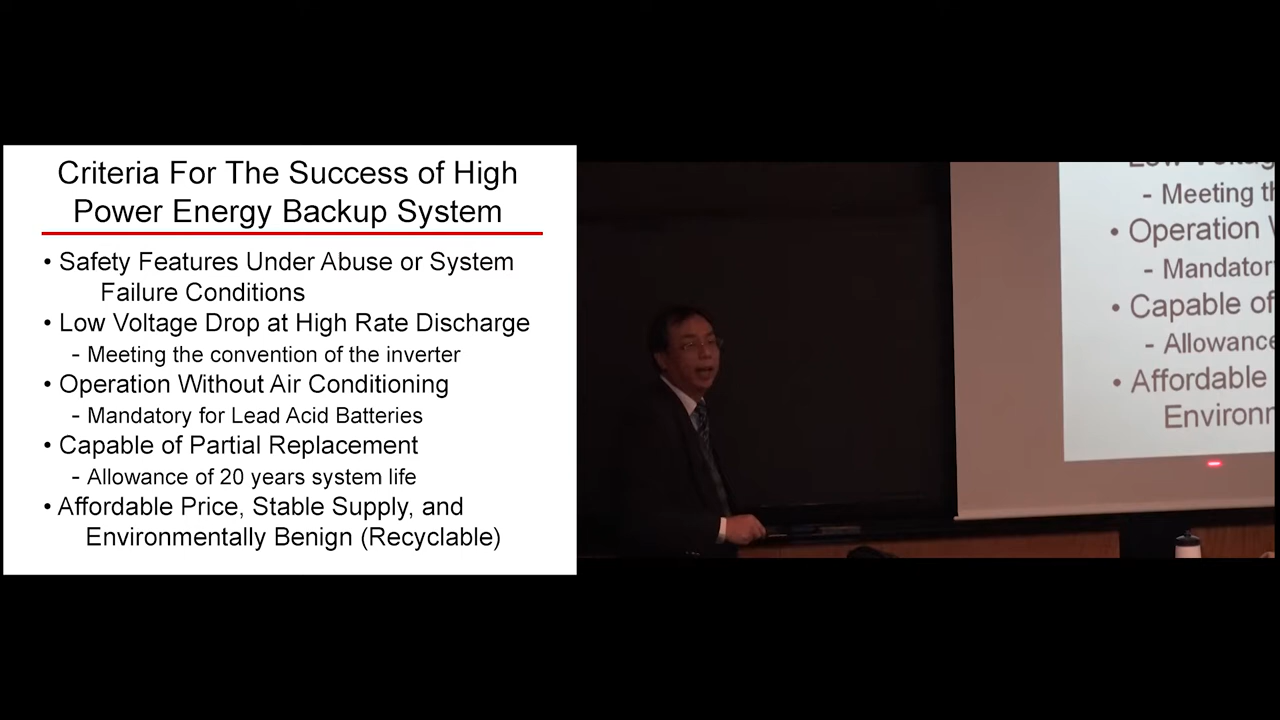 Criteria For The Success of High
Power Energy Backup System
• Safety Features Under Abuse or System
Failure Conditions
• Low Voltage Drop at High Rate Discharge
- Meeting the convention of the inverter
• Operation Without Air Conditioning
- Mandatory for Lead Acid Batteries
• Capable of Partial Replacement
- Allowance of 20 years system life
• Affordable Price, Stable Supply, and
Environmentally Benign (Recyclable)
- Meeting
• Operation
- Mandator
• Capable of
- Allowance
• Affordable
Environ